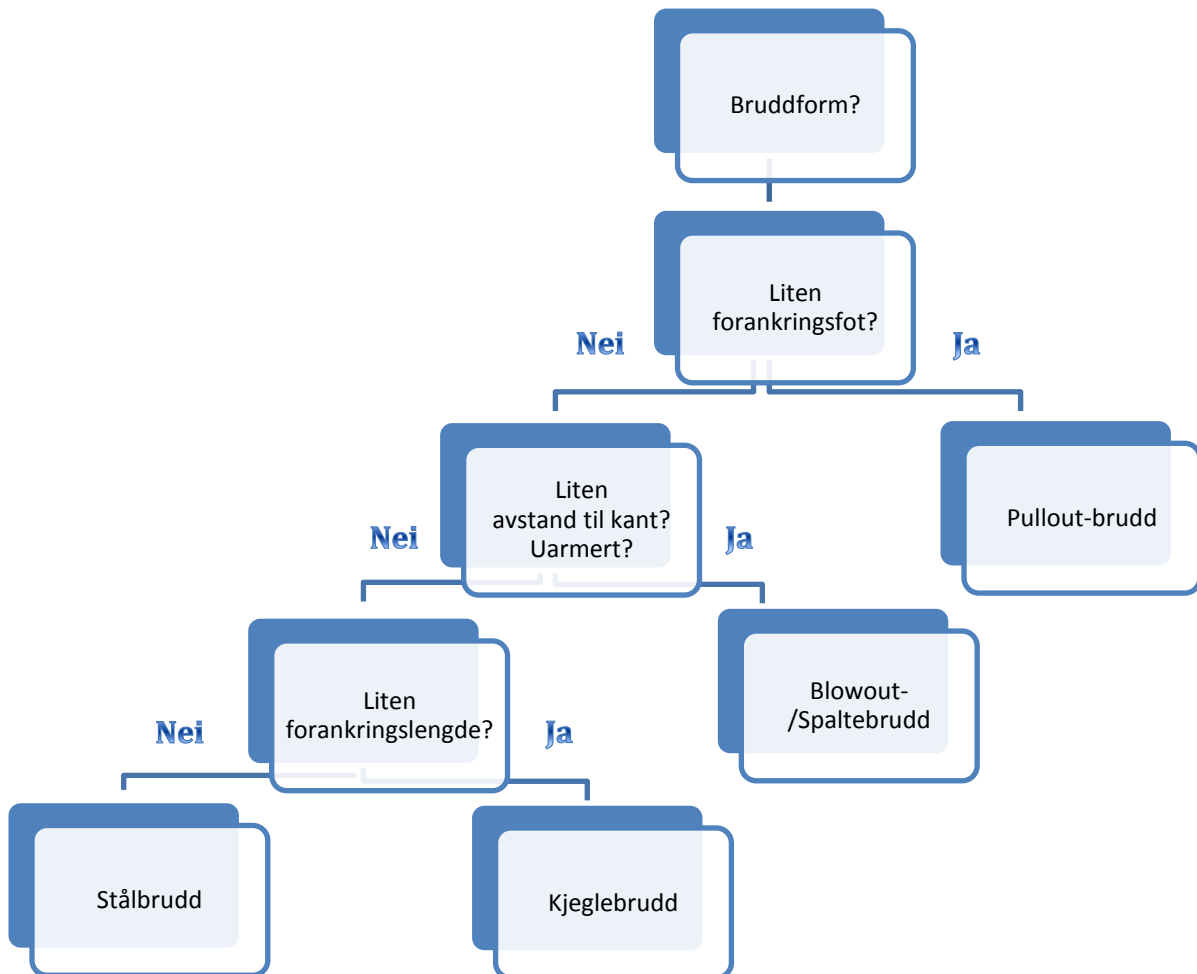 Bruddform?
Liten
forankringsfot?
Nei
Ja
Liten
avstand til kant?
Uarmert?
Pullout-brudd
Nei
Ja
Liten
forankringslengde?
Blowout-
/Spaltebrudd
Nei
Ja
Stålbrudd
Kjeglebrudd